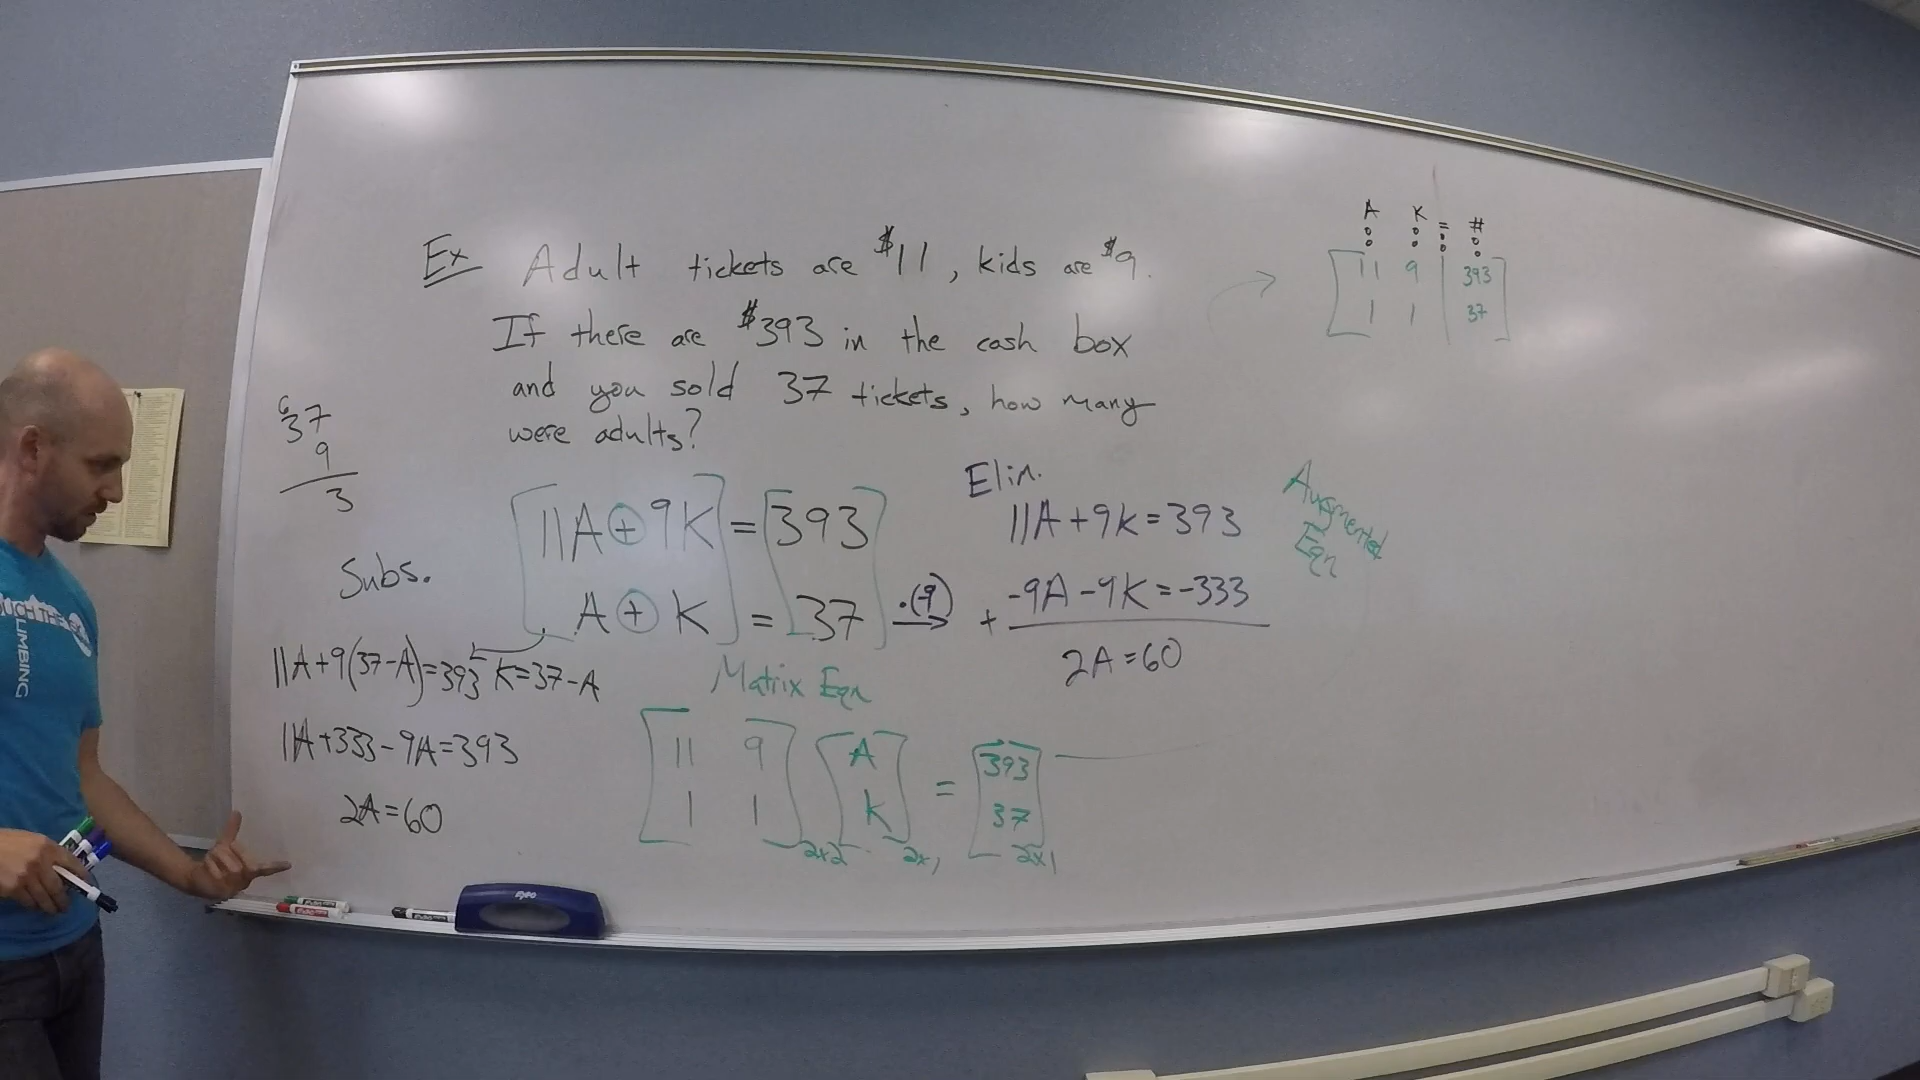 Ex Adult tickets are $11, kids are $9.
If there are $393 in the cash box
and you sold 37 tickets, how many
were adults?
A K = #
11 9 | 393
1 1 | 37
6
37
9
3
Subs.
11A + 9K = 393
A + K = 37
·(-9)
K = 37 - A
11A + 9(37 - A) = 393
11A + 333 - 9A = 393
2A = 60
Elim.
11A + 9K = 393
+ -9A - 9K = -333
2A = 60
Augmented
Eqn
Matrix Eqn
[11 9] [A] = [393]
[1 1] [K] [37]
2x2 2x1 2x1
LIMBING
EXPO